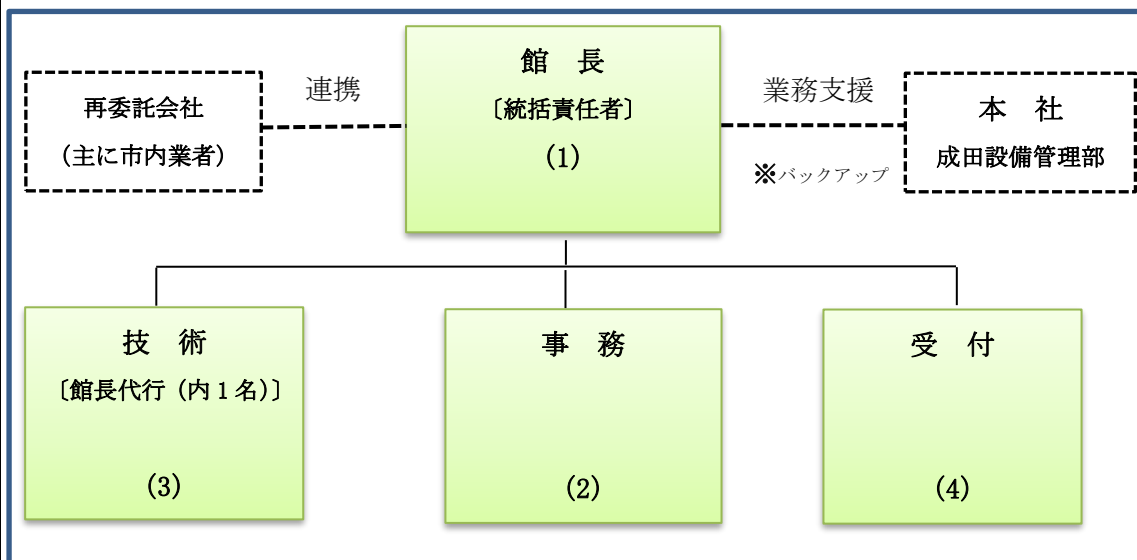 館　長
〔統括責任者〕
(1)
再委託会社
(主に市内業者)
連携
業務支援
※バックアップ
本　社
成田設備管理部
技　術
〔館長代行（内１名）〕
(3)
事　務
(2)
受　付
(4)